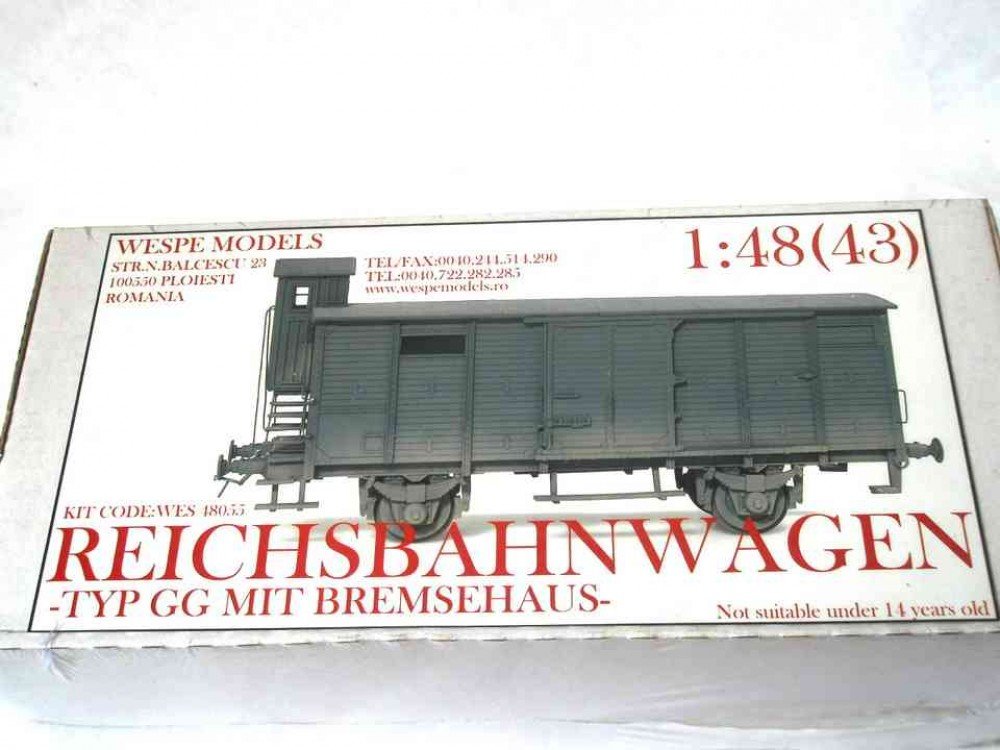 WESPE MODELS
STR.N.BALCESCU 23
100550 PLOIESTI
ROMANIA
TEL/FAX:0040.244.514.290
TEL:0040.722.282.285
www.wespemodels.ro
1:48(43)
KIT CODE:WES 48055
REICHSBAHNWAGEN
-TYP GG MIT BREMSEHAUS-
Not suitable under 14 years old